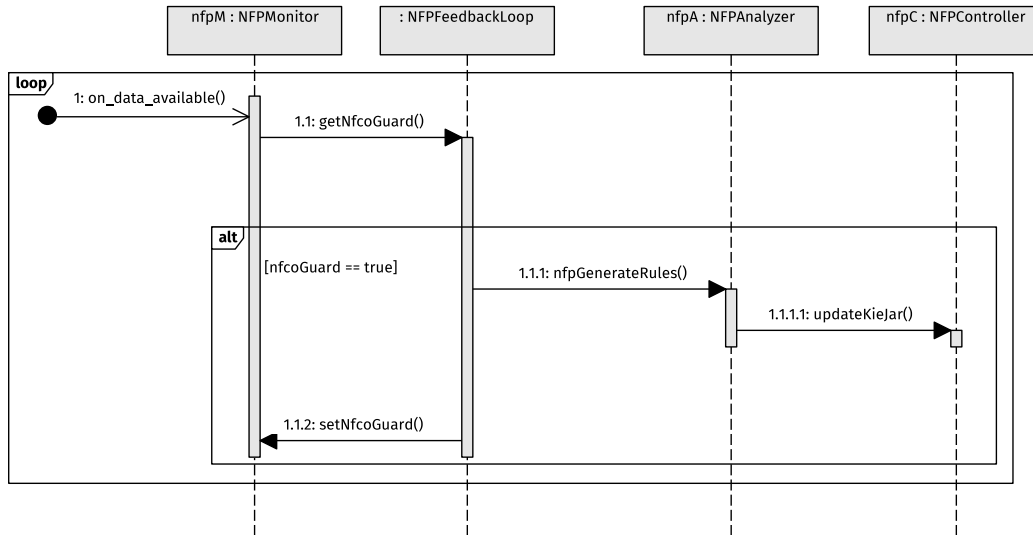 nfpM : NFPMonitor
: NFPFeedbackLoop
nfpA : NFPAnalyzer
nfpC : NFPController
loop
1: on_data_available()
1.1: getNfcoGuard()
alt
[nfcoGuard == true]
1.1.1: nfpGenerateRules()
1.1.1.1: updateKieJar()
1.1.2: setNfcoGuard()